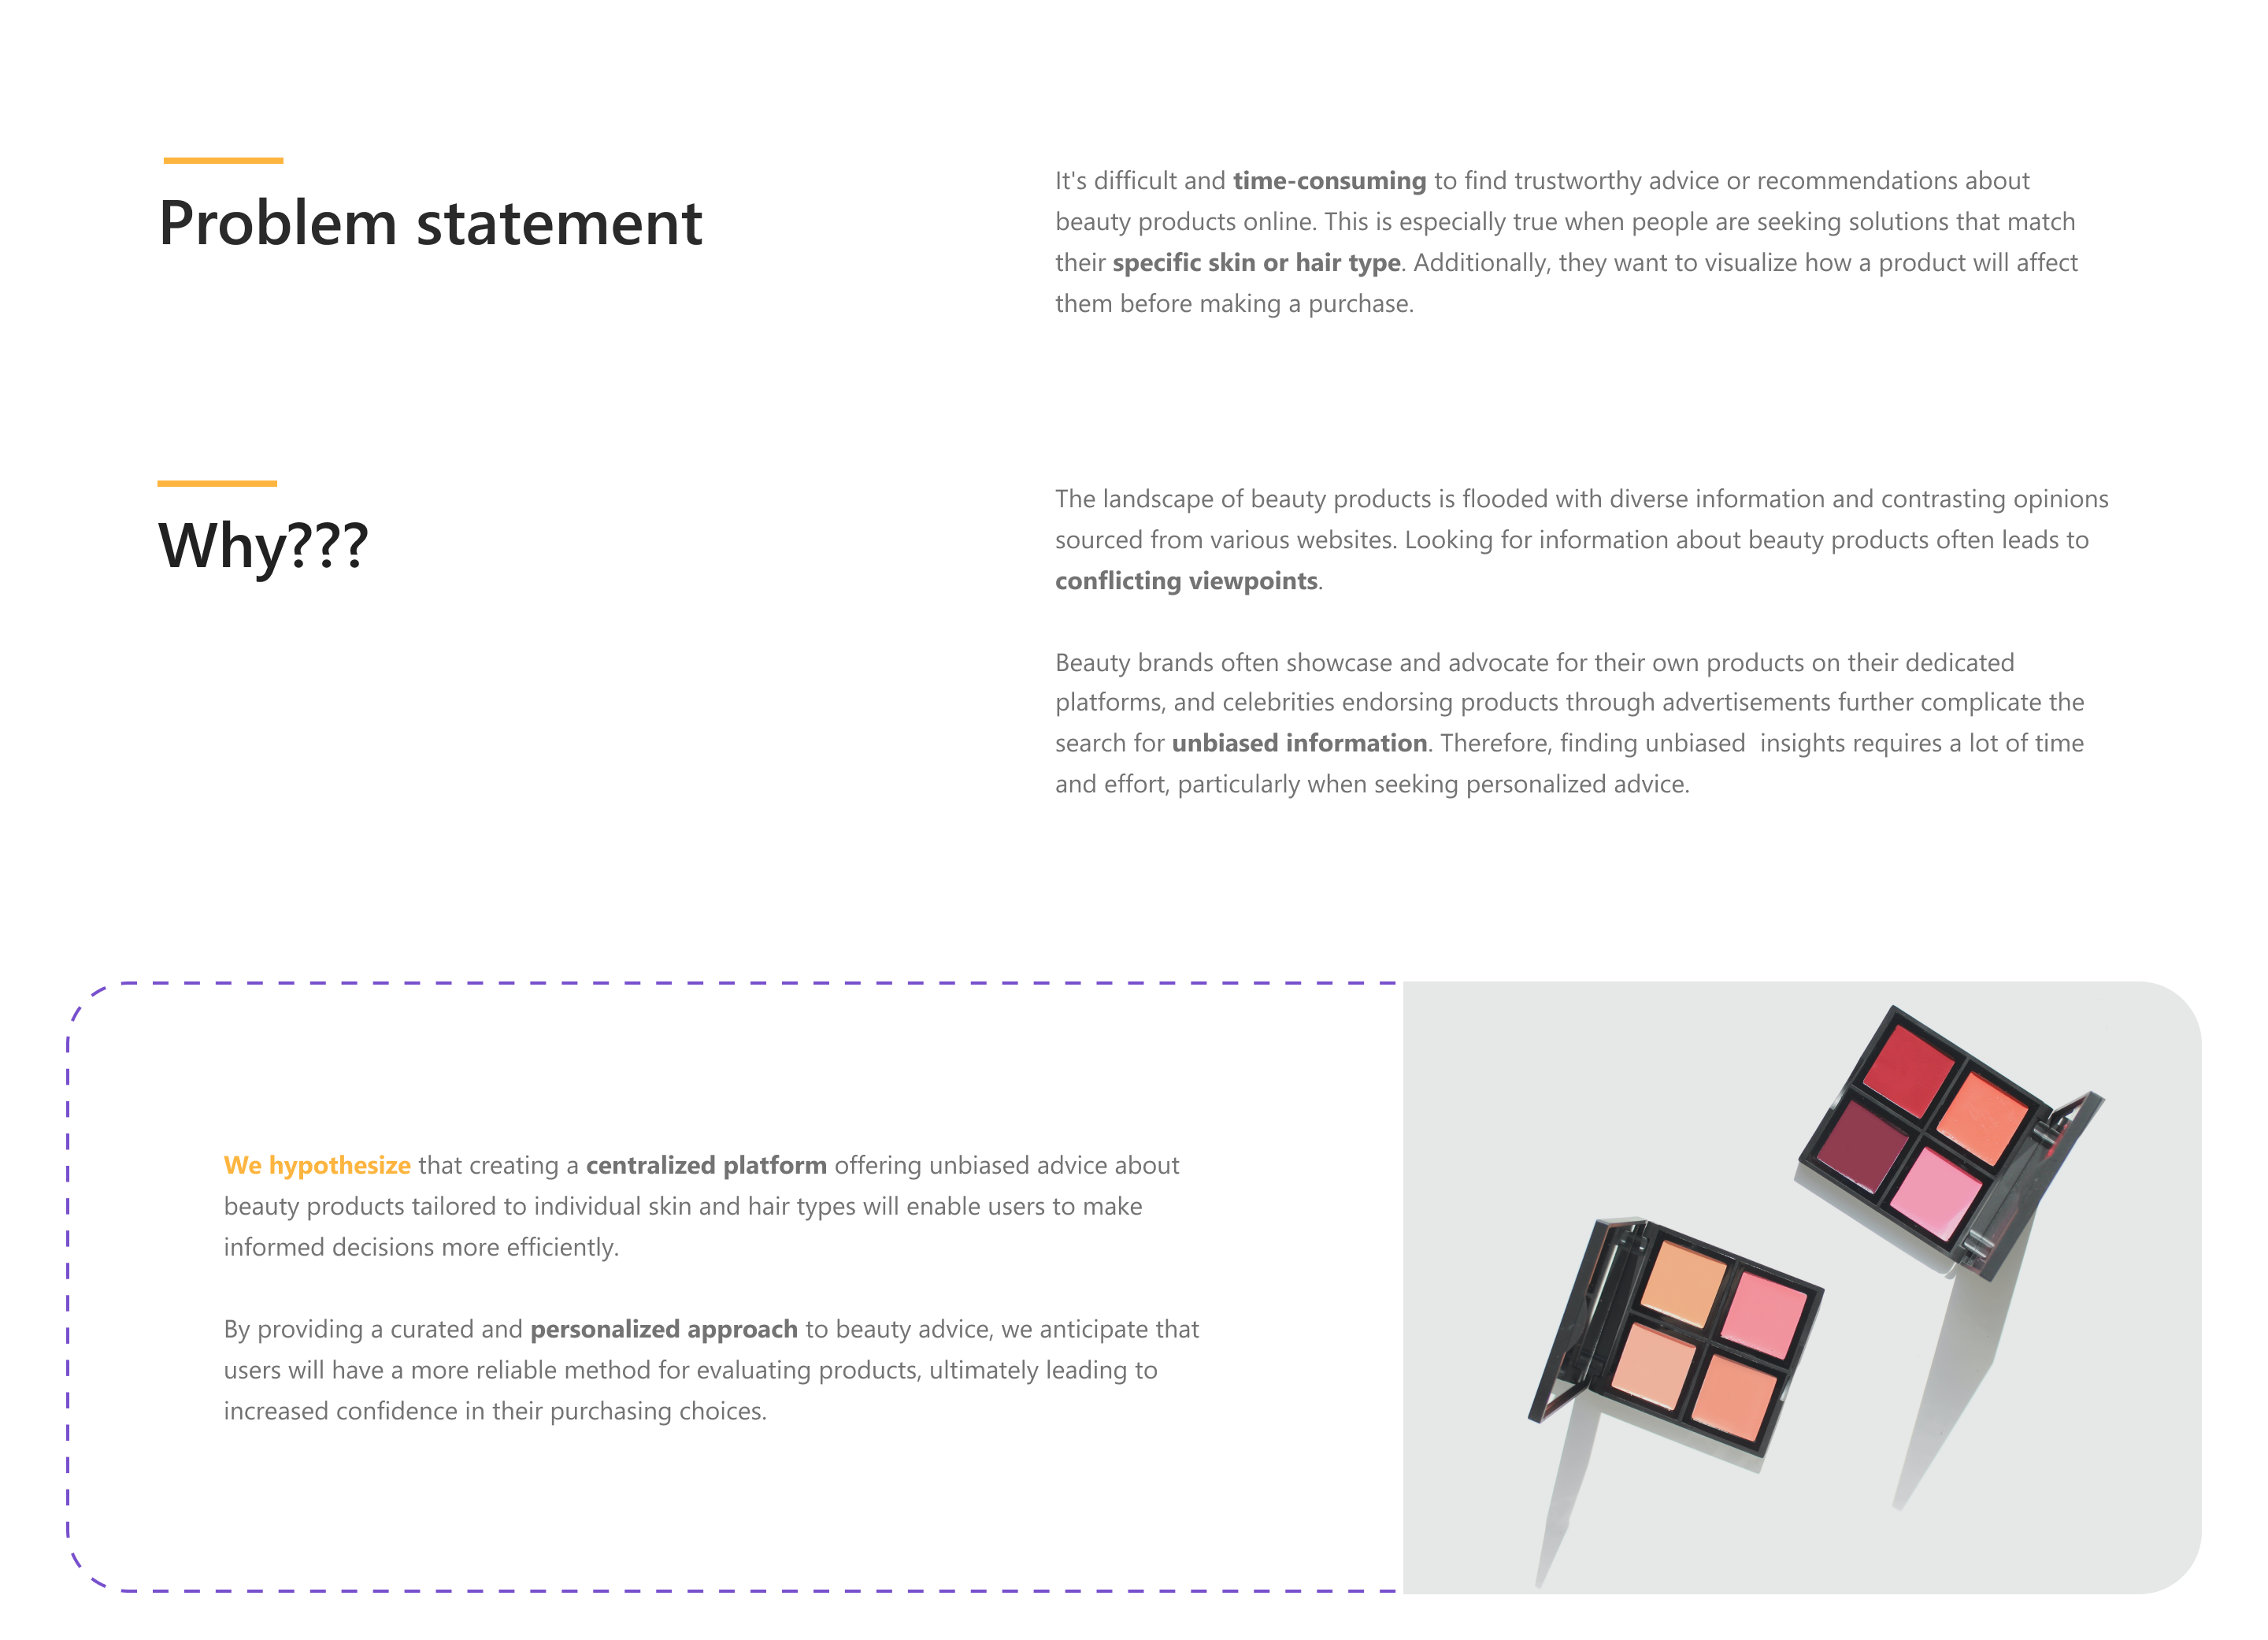 Problem statement
It's difficult and time-consuming to find trustworthy advice or recommendations about
beauty products online. This is especially true when people are seeking solutions that match
their specific skin or hair type. Additionally, they want to visualize how a product will affect
them before making a purchase.
Why???
The landscape of beauty products is flooded with diverse information and contrasting opinions
sourced from various websites. Looking for information about beauty products often leads to
conflicting viewpoints.
Beauty brands often showcase and advocate for their own products on their dedicated
platforms, and celebrities endorsing products through advertisements further complicate the
search for unbiased information. Therefore, finding unbiased  insights requires a lot of time
and effort, particularly when seeking personalized advice.
We hypothesize that creating a centralized platform offering unbiased advice about
beauty products tailored to individual skin and hair types will enable users to make
informed decisions more efficiently.
By providing a curated and personalized approach to beauty advice, we anticipate that
users will have a more reliable method for evaluating products, ultimately leading to
increased confidence in their purchasing choices.